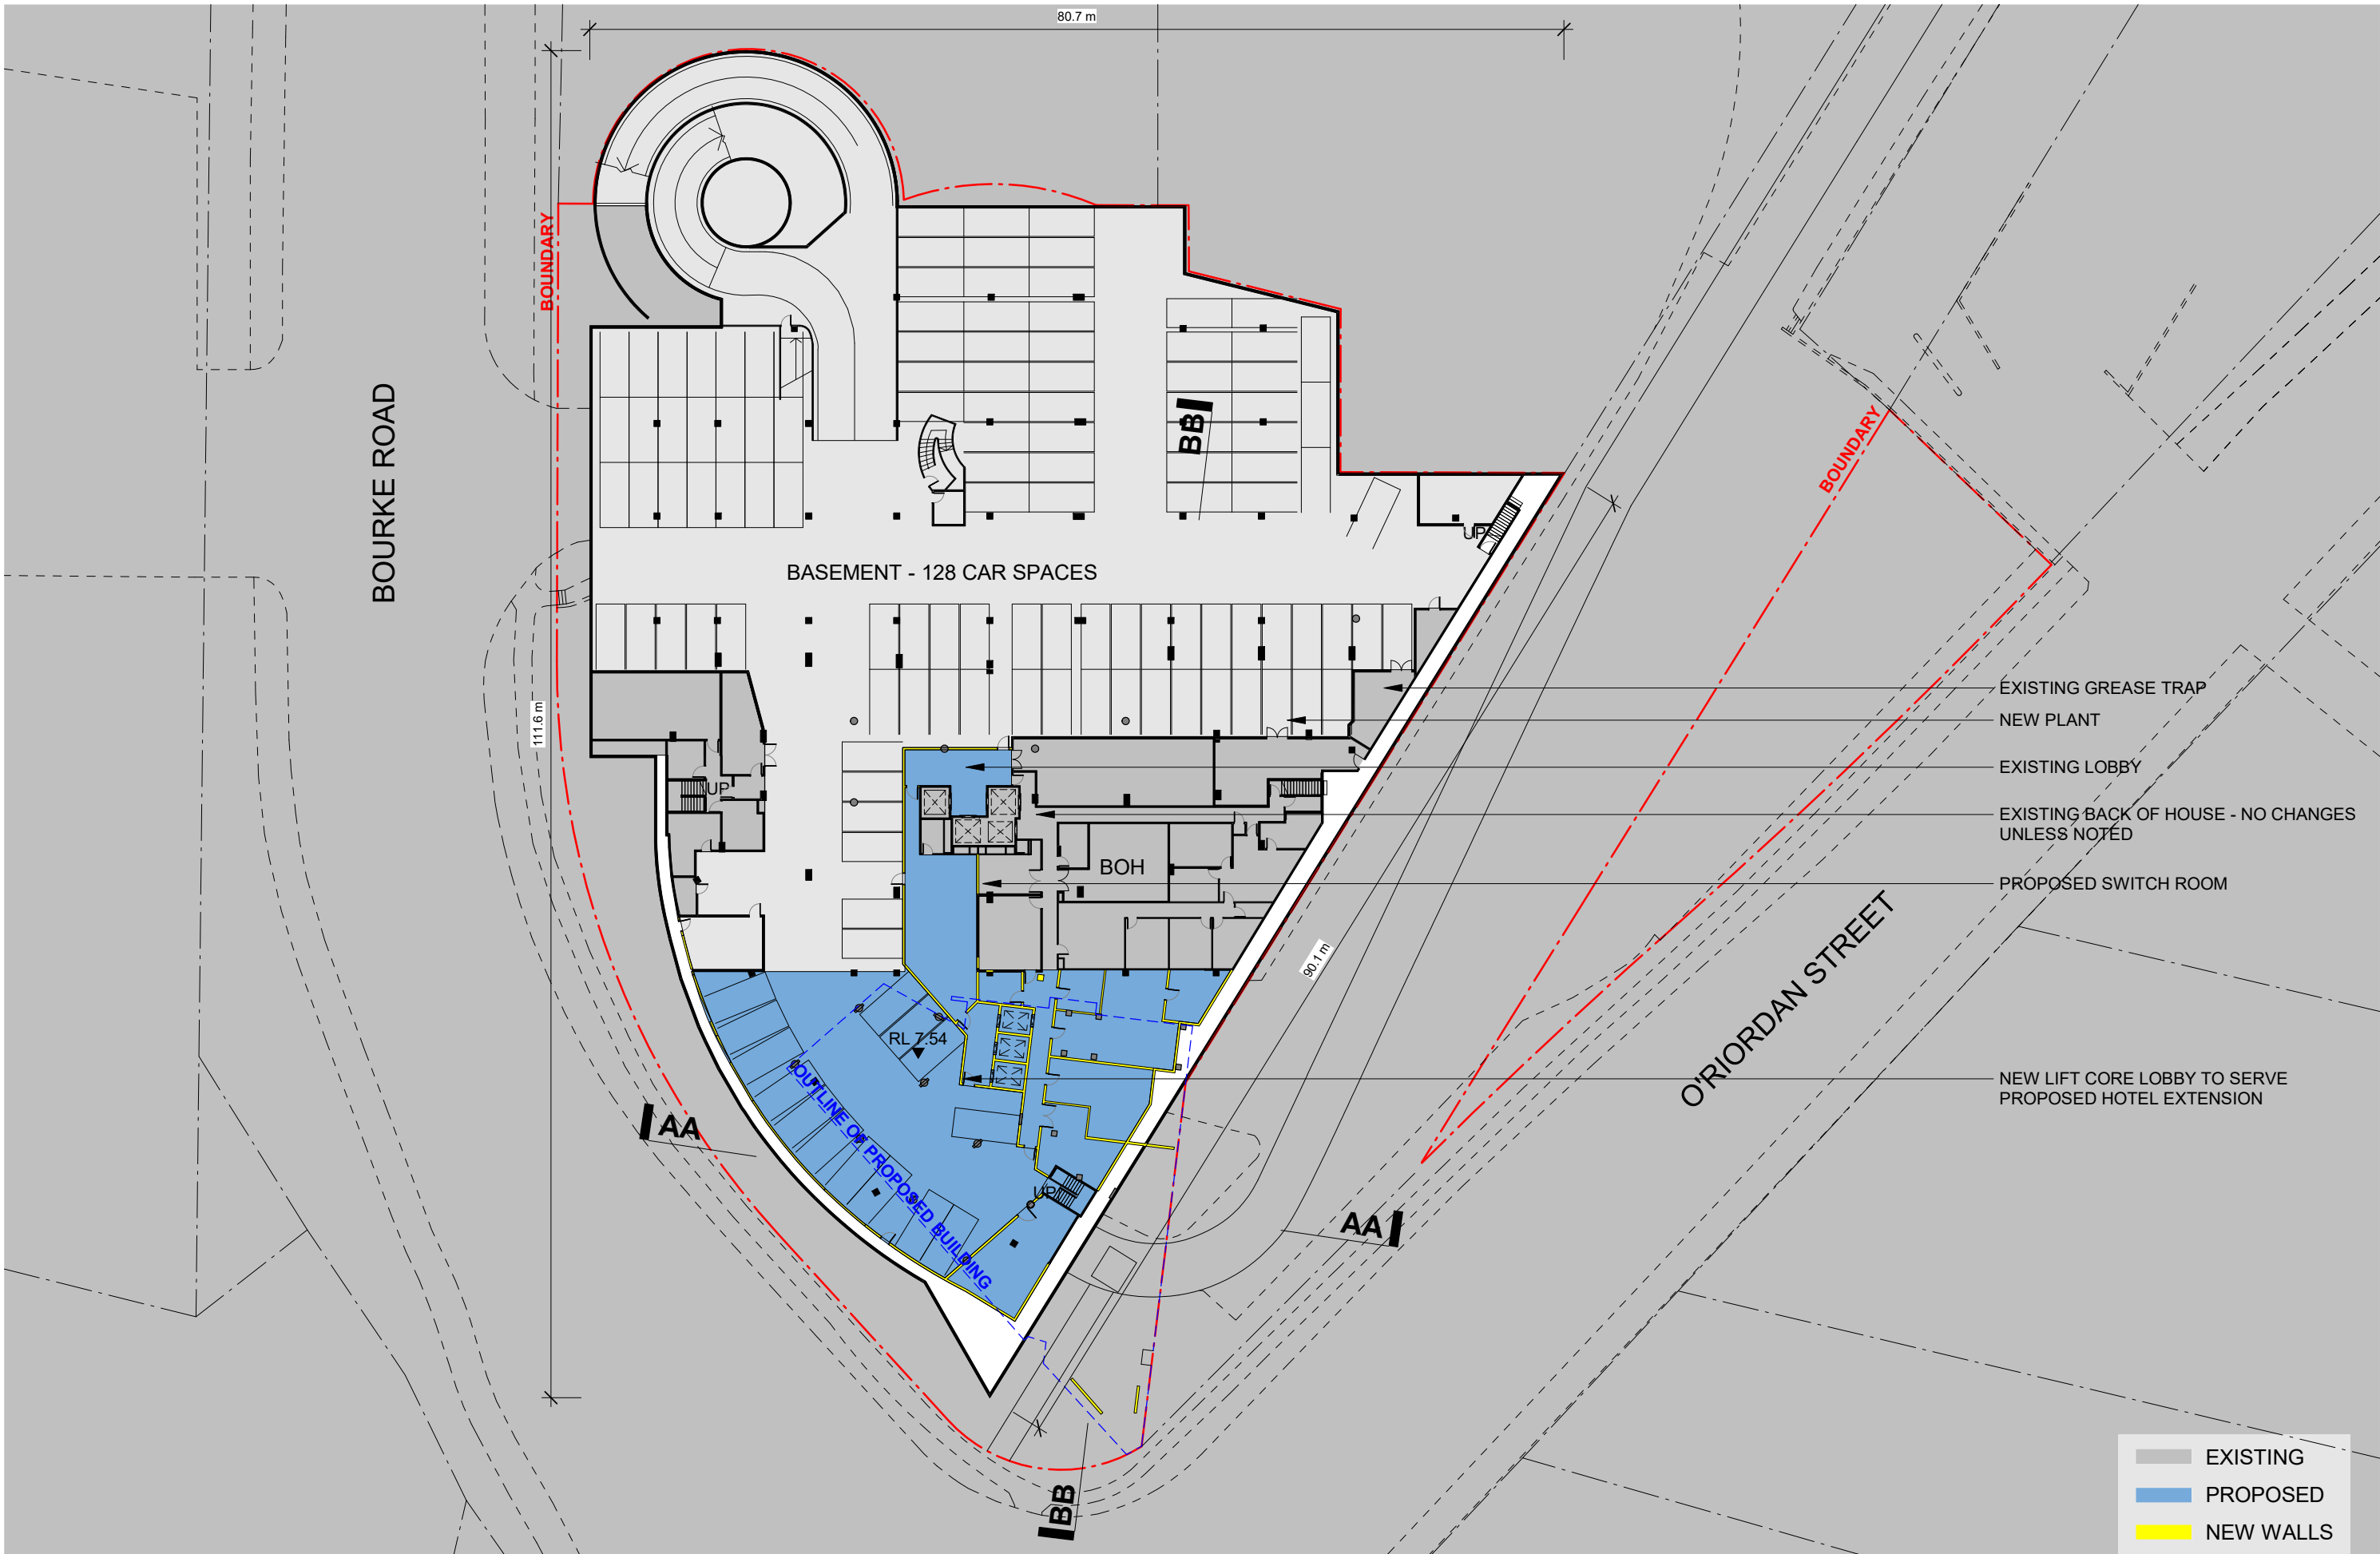 80.7 m
BOUNDARY
BOURKE ROAD
BB
BOUNDARY
UP
BASEMENT - 128 CAR SPACES
111.6 m
EXISTING GREASE TRAP
NEW PLANT
EXISTING LOBBY
UP
EXISTING BACK OF HOUSE - NO CHANGES
UNLESS NOTED
BOH
PROPOSED SWITCH ROOM
90.1 m
O'RIORDAN STREET
RL 7.54
NEW LIFT CORE LOBBY TO SERVE
PROPOSED HOTEL EXTENSION
OUTLINE OF PROPOSED BUILDING
AA
UP
AA
BB
EXISTING
PROPOSED
NEW WALLS